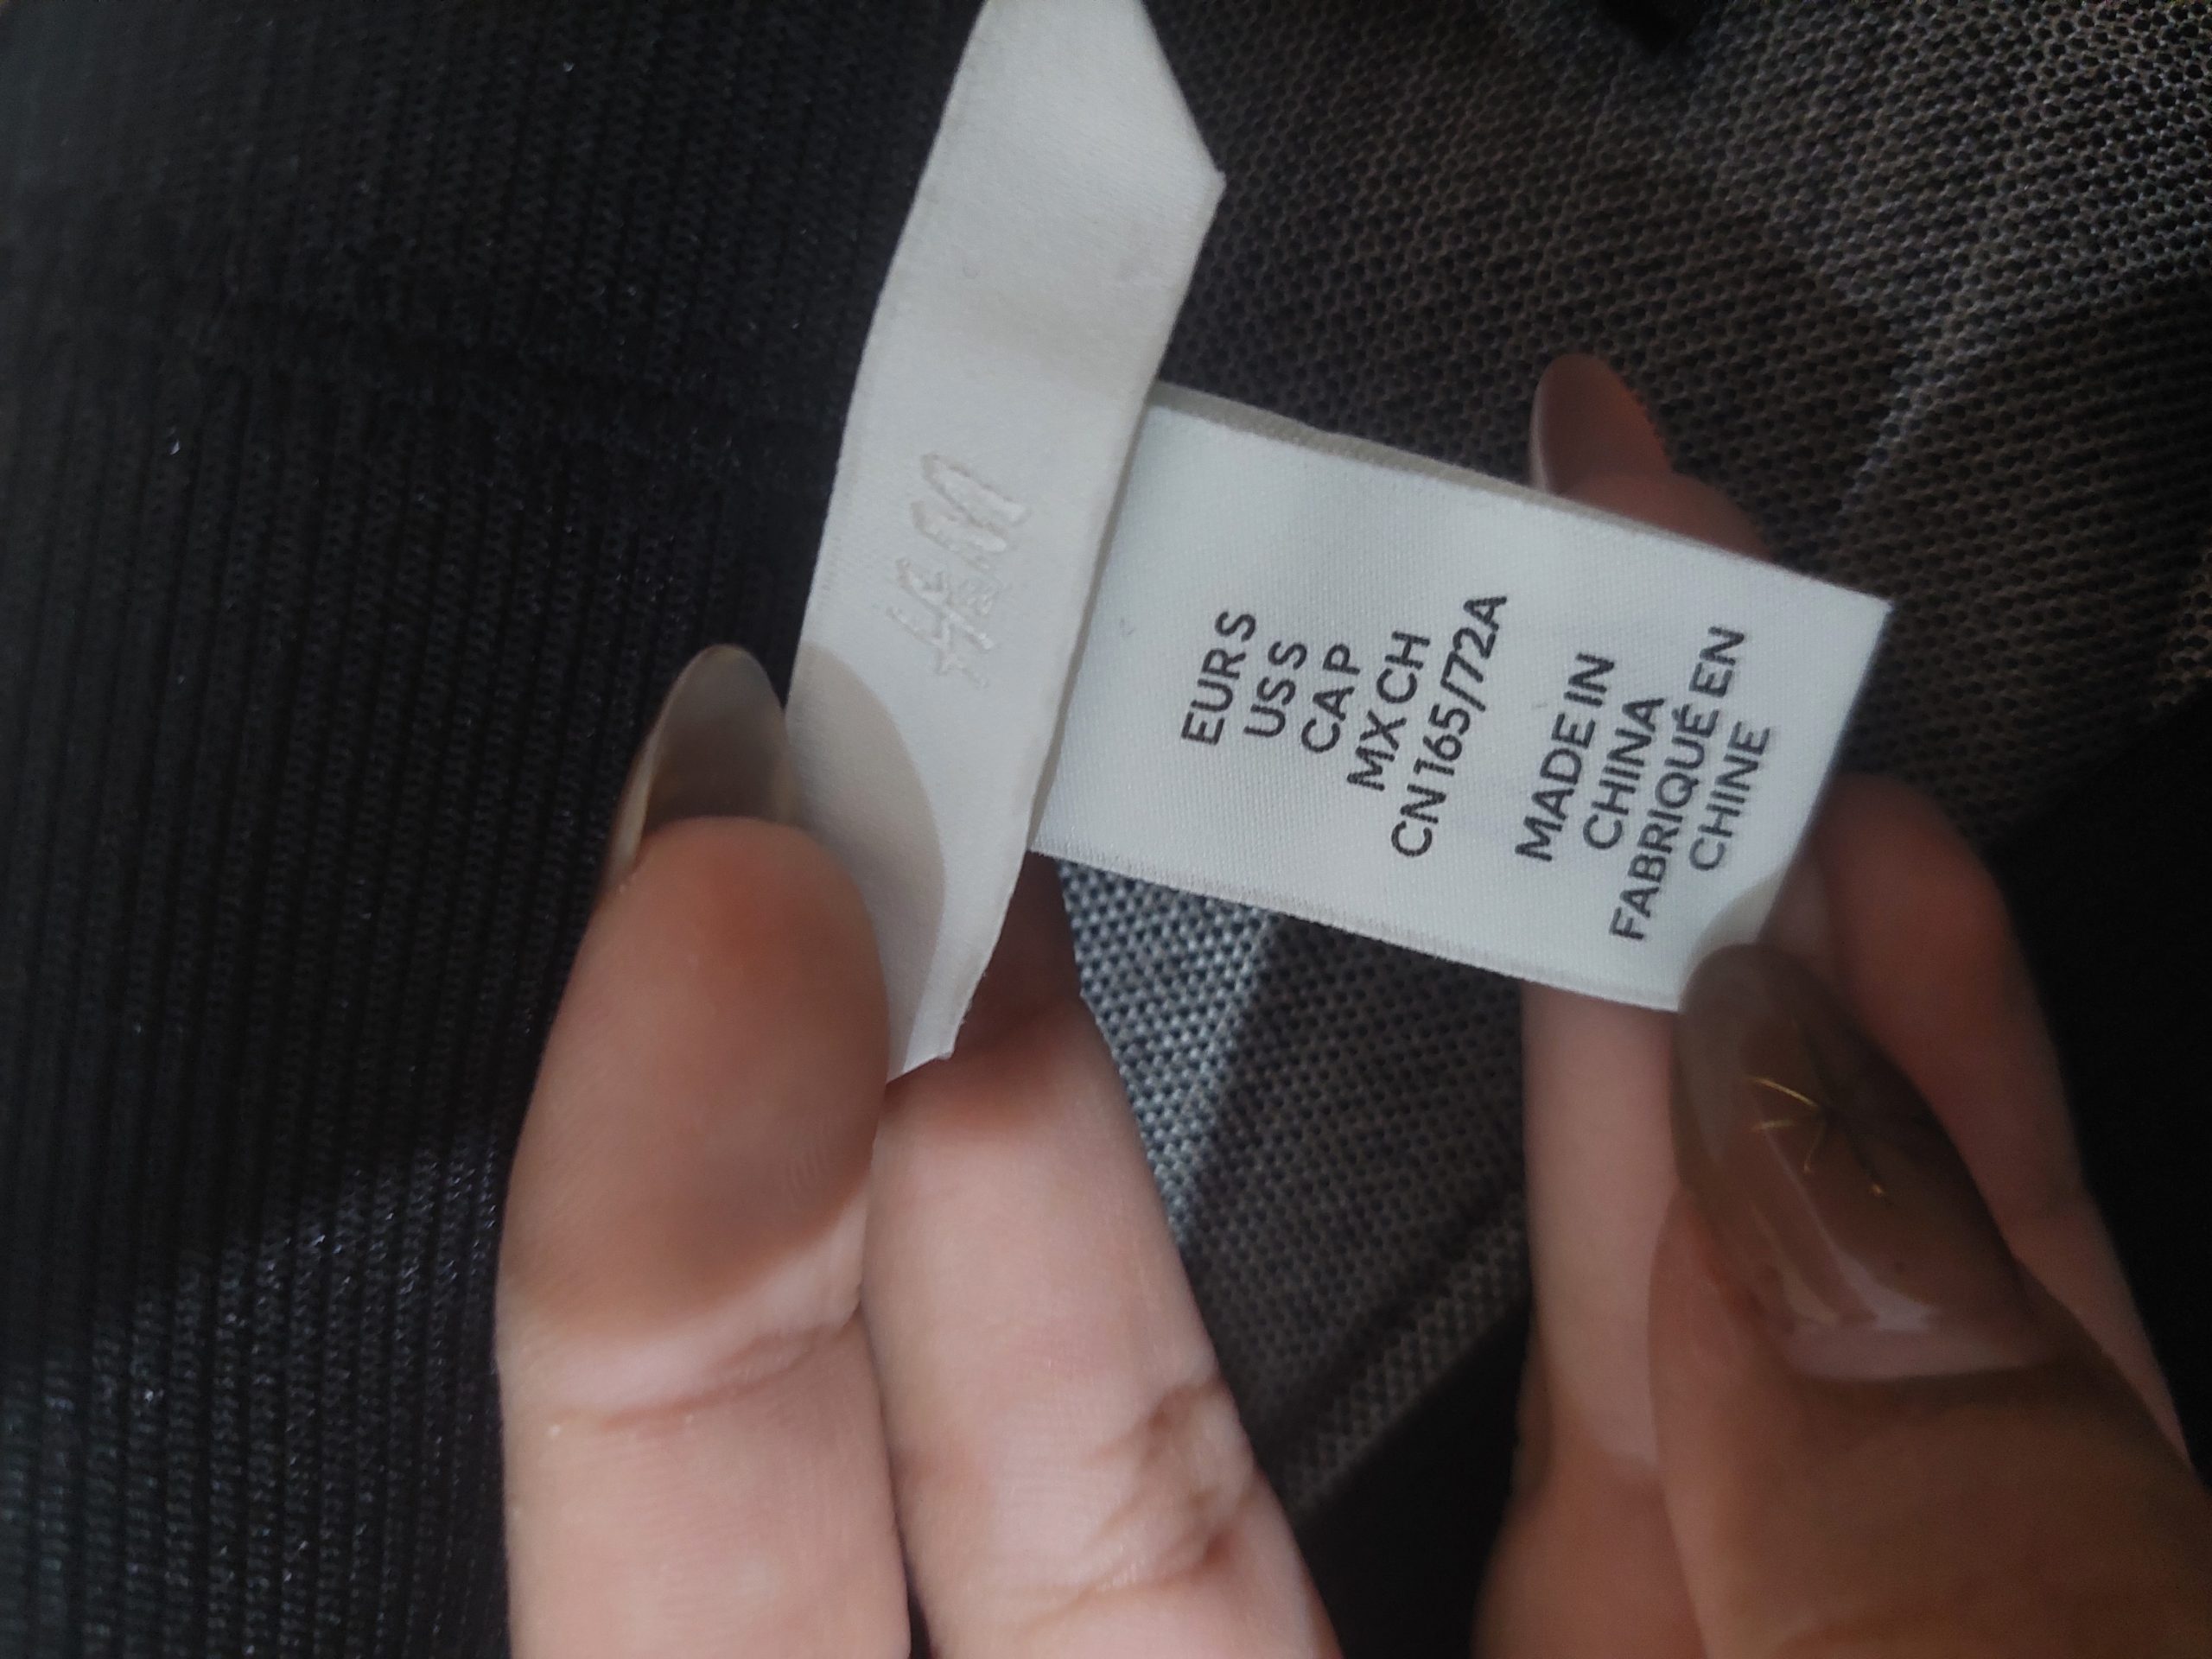 H&M
EUR S
US S
CA P
MX CH
CN 165/72A
MADE IN
CHINA
FABRIQUÉ EN
CHINE